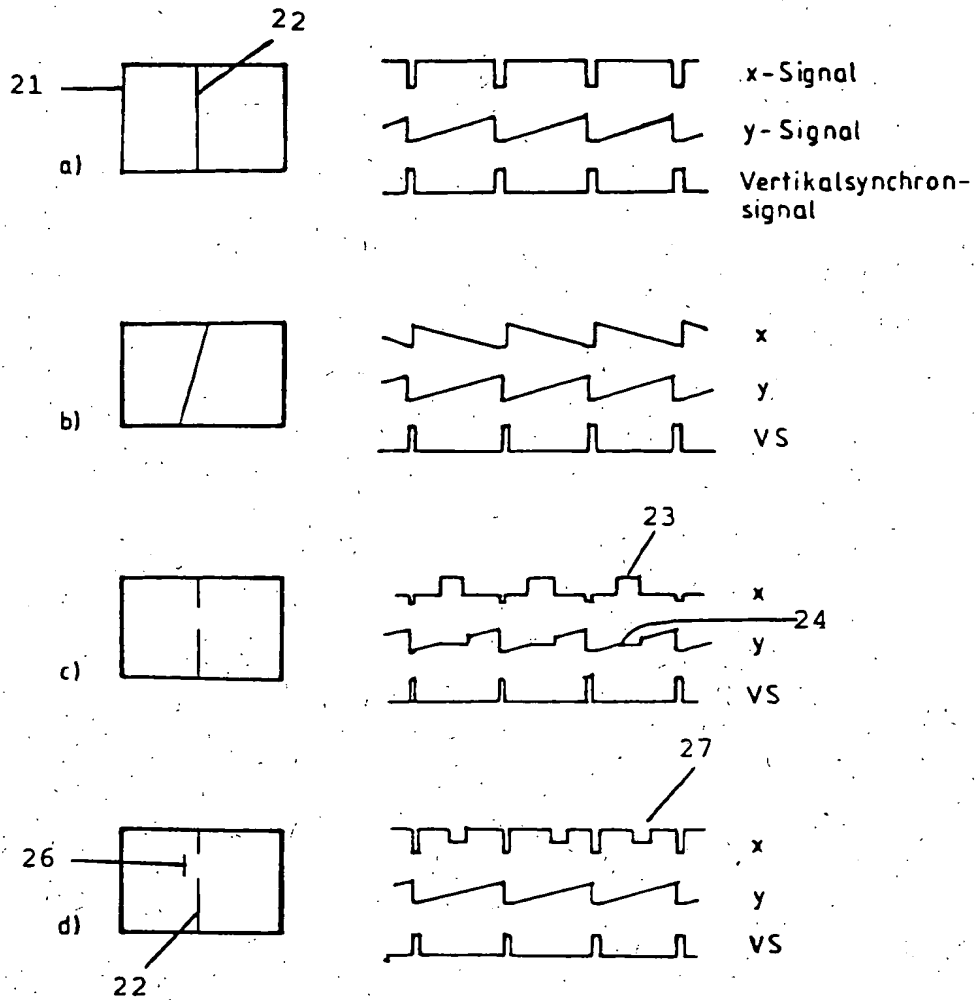 22
21
x-Signal
y-Signal
a)
Vertikalsynchron-
signal
x
y
b)
VS
23
x
24
y
c)
VS
27
x
26
y
d)
VS
22